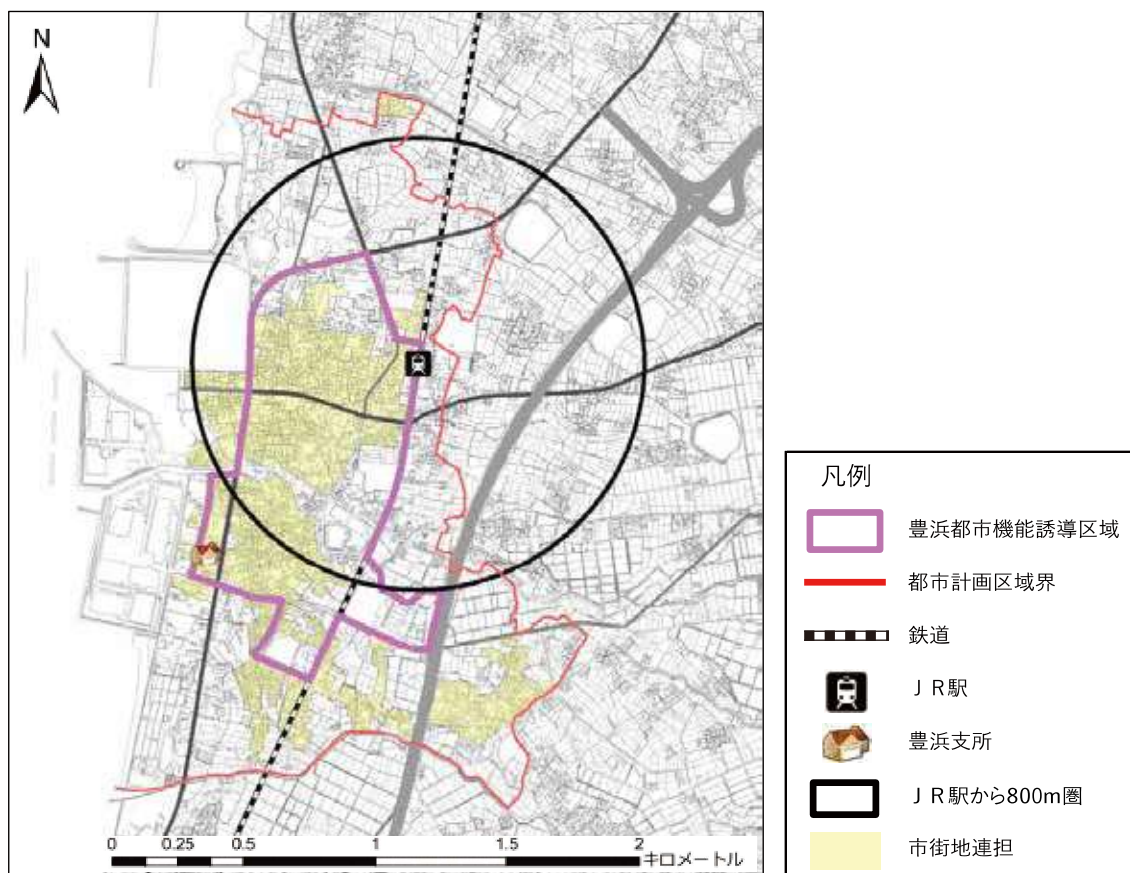 N
0 0.25 0.5 1 1.5 2
キロメートル
凡例
豊浜都市機能誘導区域
都市計画区域界
鉄道
ＪＲ駅
豊浜支所
ＪＲ駅から800m圏
市街地連担